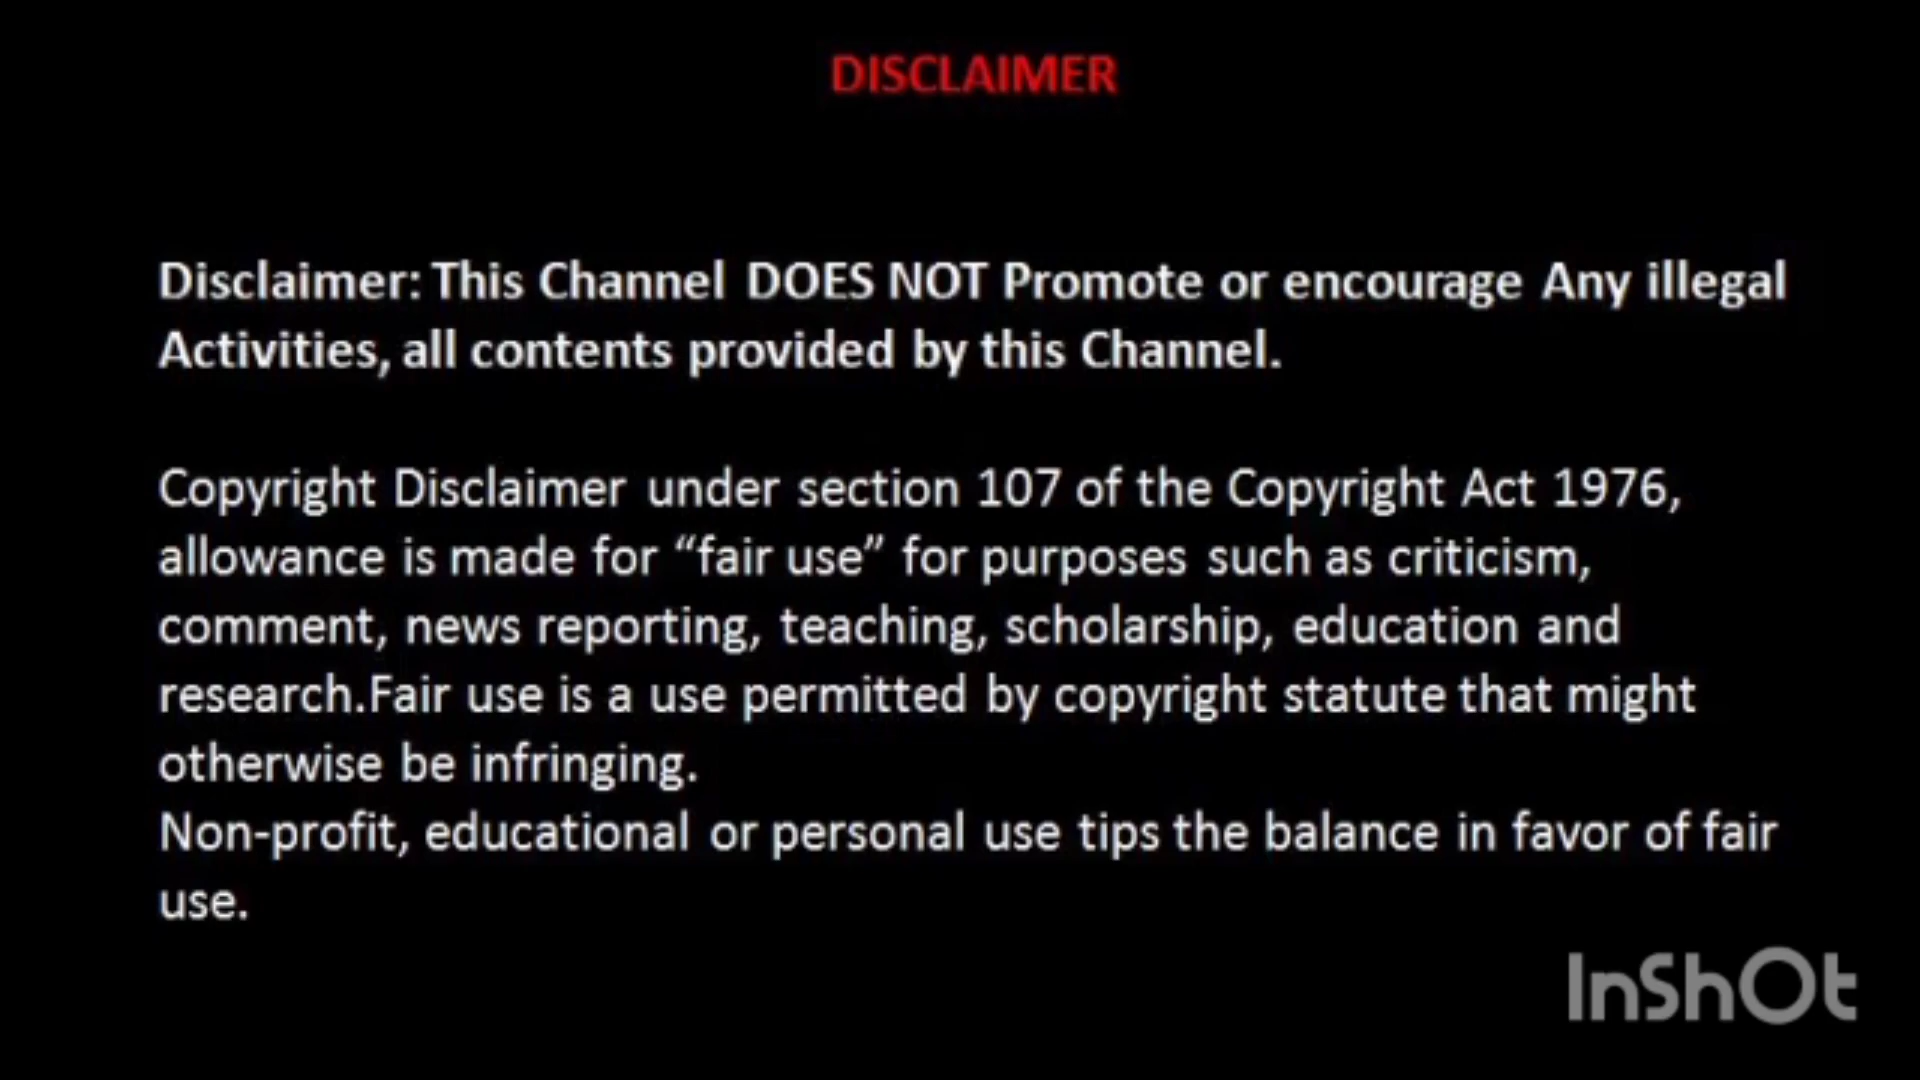 DISCLAIMER
Disclaimer: This Channel DOES NOT Promote or encourage Any illegal
Activities, all contents provided by this Channel.
Copyright Disclaimer under section 107 of the Copyright Act 1976,
allowance is made for “fair use” for purposes such as criticism,
comment, news reporting, teaching, scholarship, education and
research.Fair use is a use permitted by copyright statute that might
otherwise be infringing.
Non-profit, educational or personal use tips the balance in favor of fair
use.
InShOt